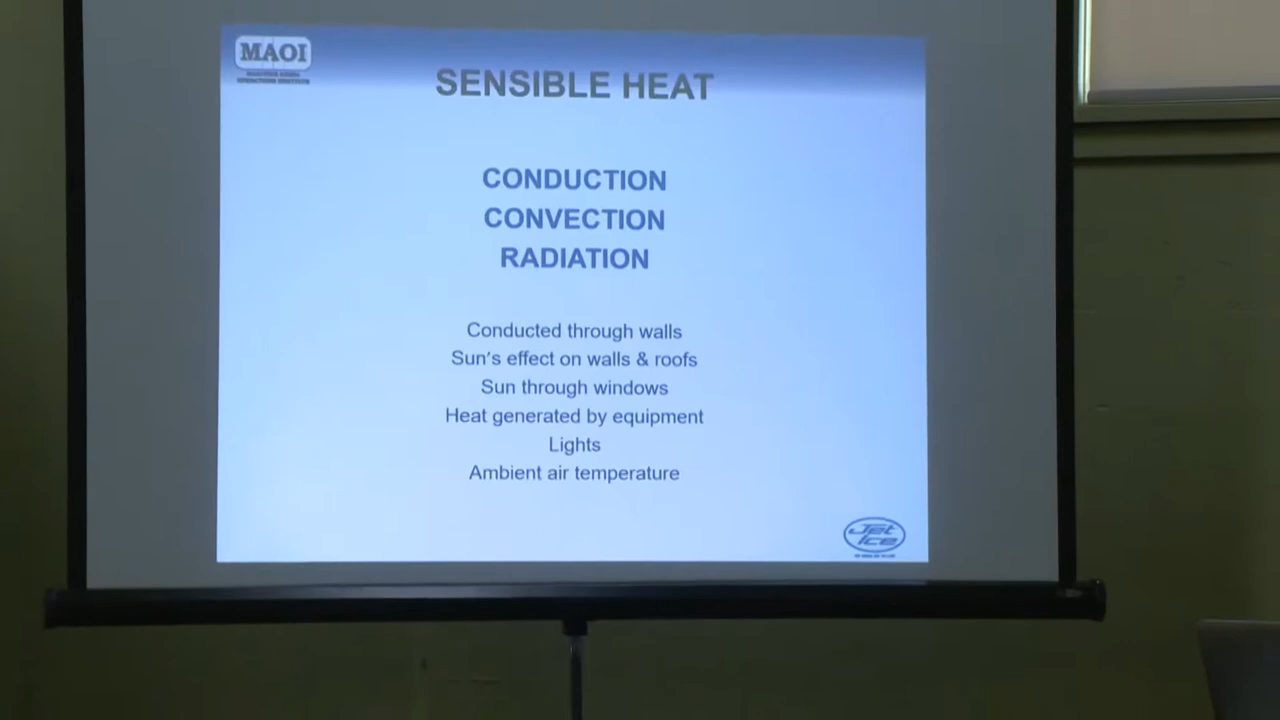 MAOI
SENSIBLE HEAT
CONDUCTION
CONVECTION
RADIATION
Conducted through walls
Sun's effect on walls & roofs
Sun through windows
Heat generated by equipment
Lights
Ambient air temperature
Jet
Ice